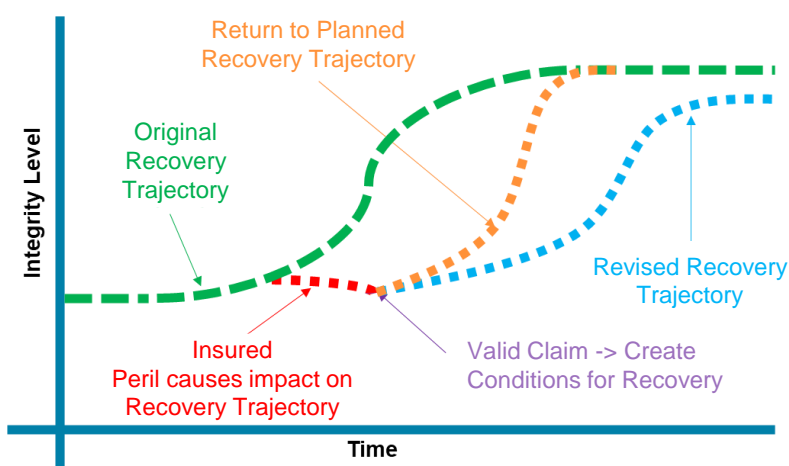 Return to Planned
Recovery Trajectory
Original
Recovery
Trajectory
Integrity Level
Revised Recovery
Trajectory
Insured
Peril causes impact on
Recovery Trajectory
Valid Claim -> Create
Conditions for Recovery
Time